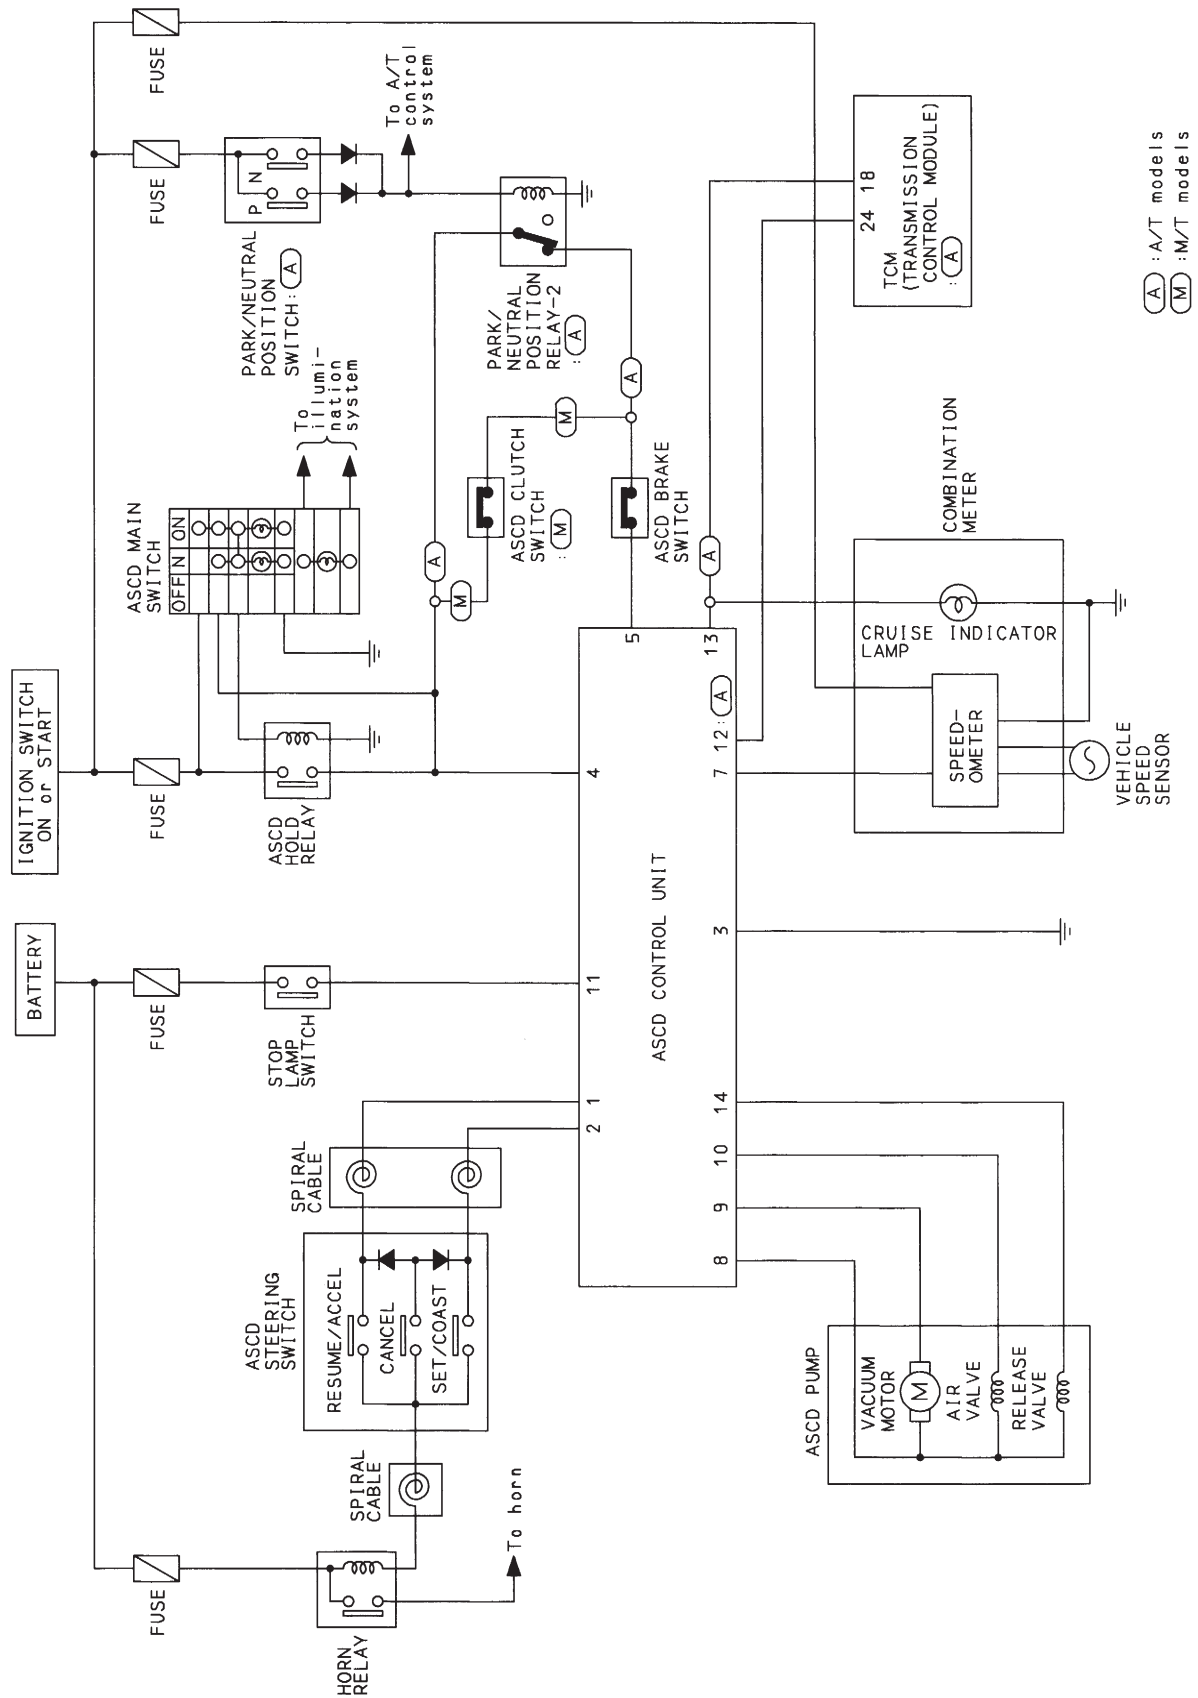 IGNITION SWITCH
ON or START
BATTERY
FUSE
FUSE
FUSE
FUSE
FUSE
HORN
RELAY
To horn
SPIRAL
CABLE
ASCD
STEERING
SWITCH
RESUME/ACCEL
CANCEL
SET/COAST
SPIRAL
CABLE
STOP
LAMP
SWITCH
ASCD
HOLD
RELAY
ASCD MAIN
SWITCH
OFF N ON
To
illumi-
nation
system
PARK/NEUTRAL
POSITION
SWITCH: A
P N
To A/T
control
system
PARK/
NEUTRAL
POSITION
RELAY-2
: A
A
M
M
A
ASCD CLUTCH
SWITCH
: M
ASCD BRAKE
SWITCH
A
2 1 11 4 5
13
ASCD CONTROL UNIT
8 9 10 14 3 7 12: A
ASCD PUMP
VACUUM
MOTOR
M
AIR
VALVE
RELEASE
VALVE
COMBINATION
METER
CRUISE INDICATOR
LAMP
SPEED-
OMETER
VEHICLE
SPEED
SENSOR
24 18
TCM
(TRANSMISSION
CONTROL MODULE)
: A
A : A/T models
M : M/T models